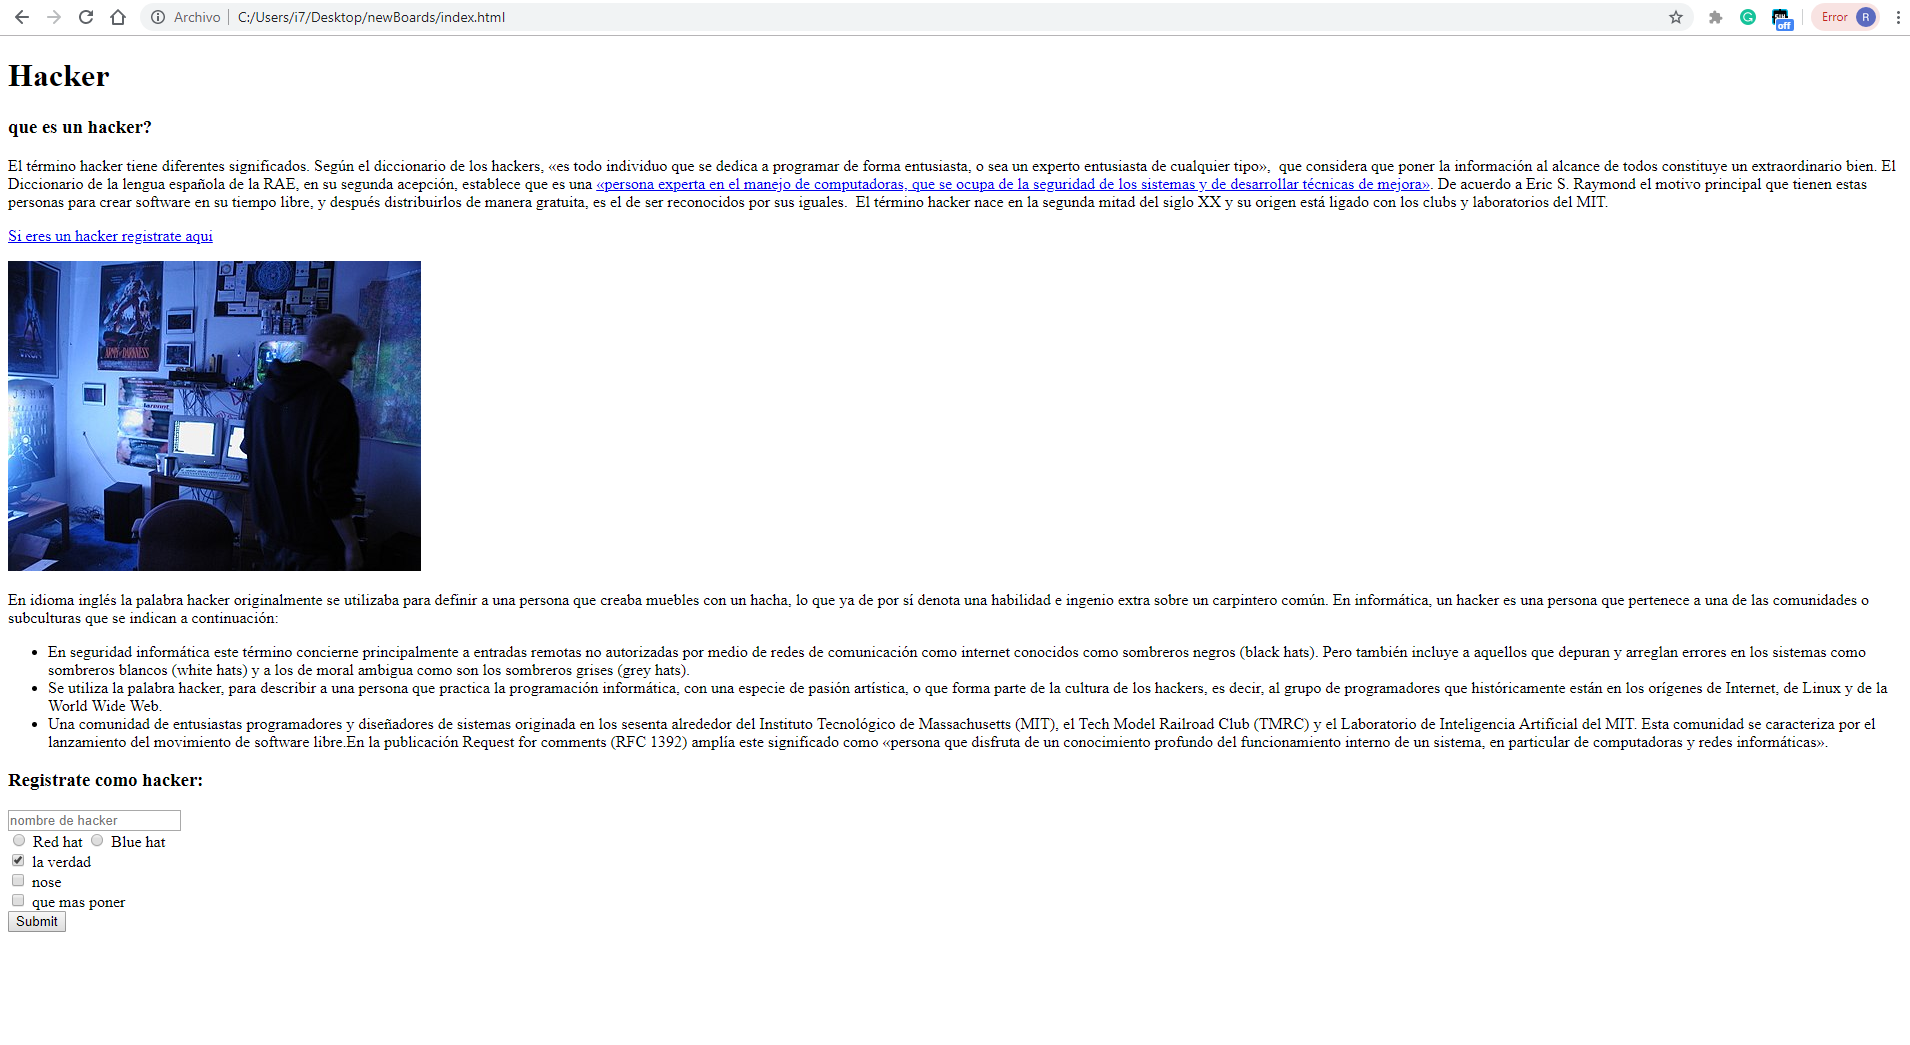 Archivo | C:/Users/i7/Desktop/newBoards/index.html
off
Error R
Hacker
que es un hacker?
El término hacker tiene diferentes significados. Según el diccionario de los hackers, «es todo individuo que se dedica a programar de forma entusiasta, o sea un experto entusiasta de cualquier tipo»,  que considera que poner la información al alcance de todos constituye un extraordinario bien. El
Diccionario de la lengua española de la RAE, en su segunda acepción, establece que es una «persona experta en el manejo de computadoras, que se ocupa de la seguridad de los sistemas y de desarrollar técnicas de mejora». De acuerdo a Eric S. Raymond el motivo principal que tienen estas
personas para crear software en su tiempo libre, y después distribuirlos de manera gratuita, es el de ser reconocidos por sus iguales.  El término hacker nace en la segunda mitad del siglo XX y su origen está ligado con los clubs y laboratorios del MIT.
Si eres un hacker registrate aqui
ARMY of DARKNESS
En idioma inglés la palabra hacker originalmente se utilizaba para definir a una persona que creaba muebles con un hacha, lo que ya de por sí denota una habilidad e ingenio extra sobre un carpintero común. En informática, un hacker es una persona que pertenece a una de las comunidades o
subculturas que se indican a continuación:
• En seguridad informática este término concierne principalmente a entradas remotas no autorizadas por medio de redes de comunicación como internet conocidos como sombreros negros (black hats). Pero también incluye a aquellos que depuran y arreglan errores en los sistemas como
sombreros blancos (white hats) y a los de moral ambigua como son los sombreros grises (grey hats).
• Se utiliza la palabra hacker, para describir a una persona que practica la programación informática, con una especie de pasión artística, o que forma parte de la cultura de los hackers, es decir, al grupo de programadores que históricamente están en los orígenes de Internet, de Linux y de la
World Wide Web.
• Una comunidad de entusiastas programadores y diseñadores de sistemas originada en los sesenta alrededor del Instituto Tecnológico de Massachusetts (MIT), el Tech Model Railroad Club (TMRC) y el Laboratorio de Inteligencia Artificial del MIT. Esta comunidad se caracteriza por el
lanzamiento del movimiento de software libre.En la publicación Request for comments (RFC 1392) amplía este significado como «persona que disfruta de un conocimiento profundo del funcionamiento interno de un sistema, en particular de computadoras y redes informáticas».
Registrate como hacker:
nombre de hacker
Red hat Blue hat
la verdad
nose
que mas poner
Submit